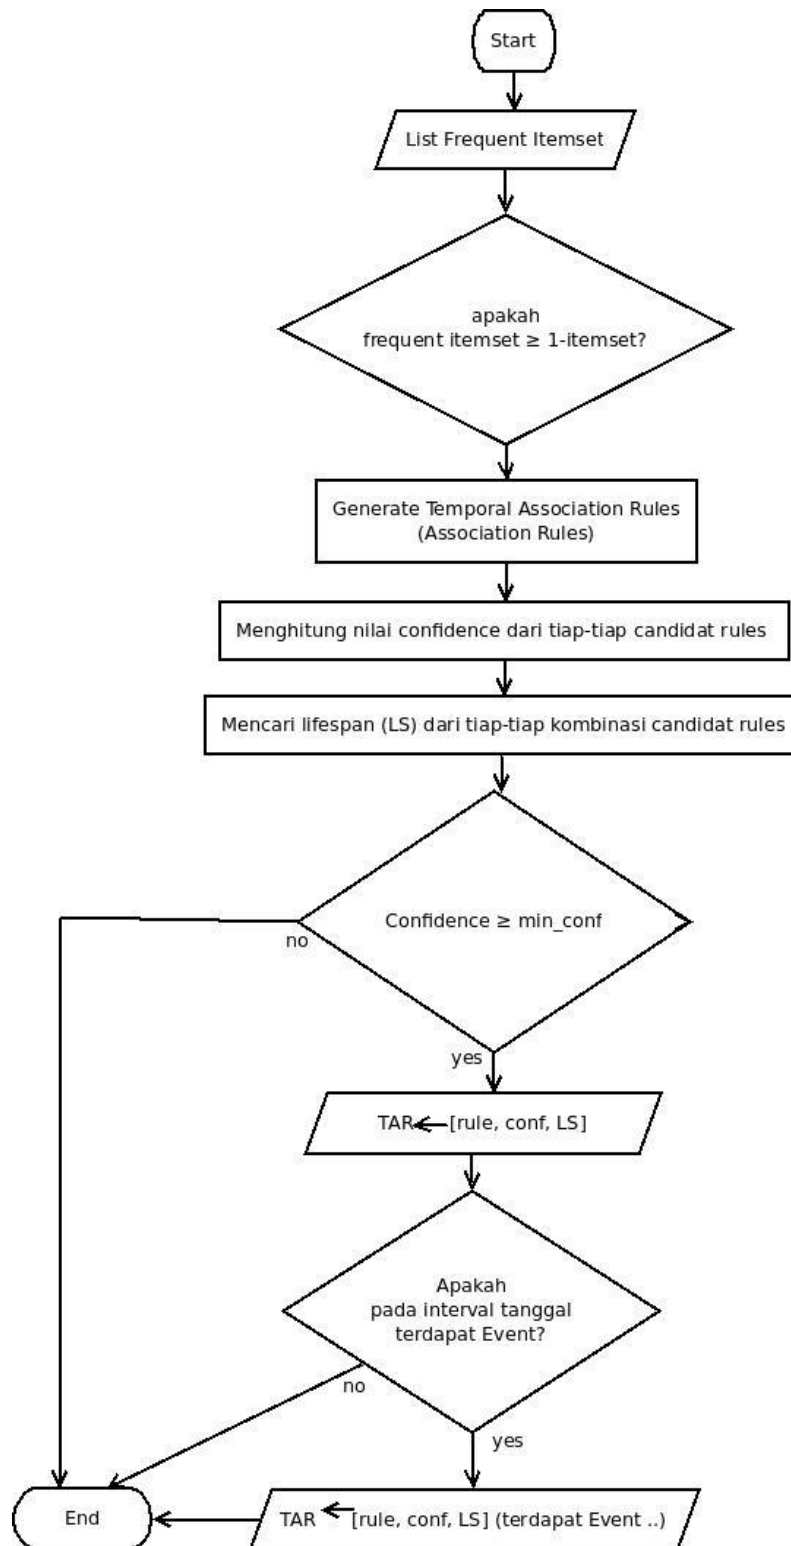 Start
List Frequent Itemset
apakah
frequent itemset ≥ 1-itemset?
Generate Temporal Association Rules
(Association Rules)
Menghitung nilai confidence dari tiap-tiap candidat rules
Mencari lifespan (LS) dari tiap-tiap kombinasi candidat rules
Confidence ≥ min_conf
no
yes
TAR ← [rule, conf, LS]
Apakah
pada interval tanggal
terdapat Event?
no
yes
End
TAR ← [rule, conf, LS] (terdapat Event ..)